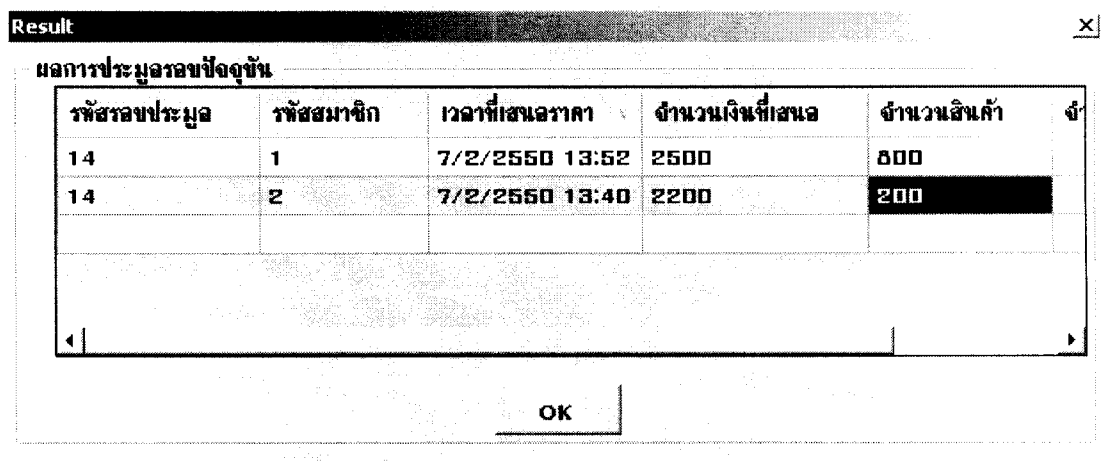 Result
ผลการประมูลรอบปัจจุบัน
รหัสรอบประมูล รหัสสมาชิก เวลาที่เสนอราคา จำนวนเงินที่เสนอ จำนวนสินค้า จำ
14 1 7/2/2550 13:52 2500 800
14 2 7/2/2550 13:40 2200 200
OK